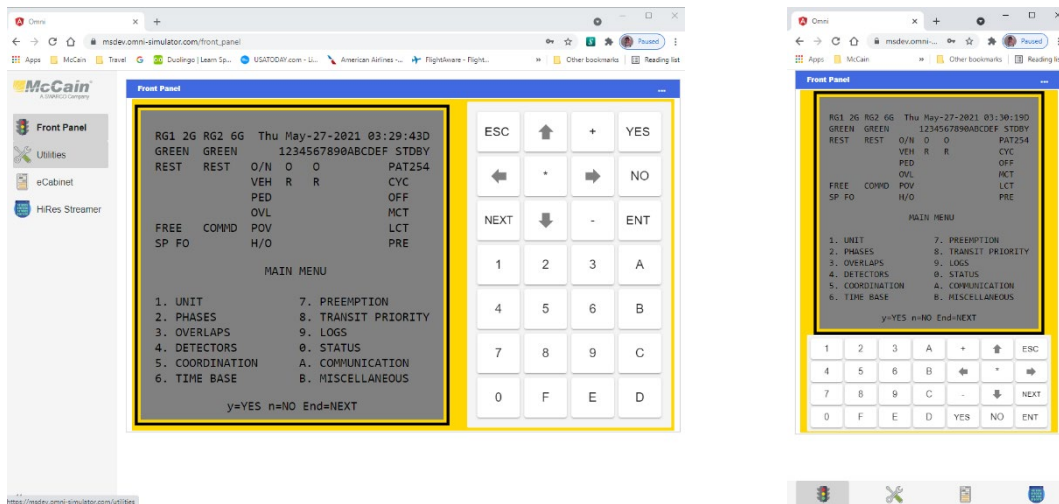 Omni
msdev.omni-simulator.com/front_panel
Paused
Apps McCain Travel G Duolingo | Learn Sp... USATODAY.com - U... American Airlines -... FlightAware - Flight... » Other bookmarks Reading list
McCain
A SWARCO Company
Front Panel
Utilities
eCabinet
HiRes Streamer
Front Panel ...
RG1 2G RG2 6G Thu May-27-2021 03:29:43D
GREEN GREEN 1234567890ABCDEF STDBY
REST REST O/N O O PAT254
VEH R R CYC
PED OFF
OVL MCT
FREE COMMD POV LCT
SP FO H/O PRE
MAIN MENU
1. UNIT 7. PREEMPTION
2. PHASES 8. TRANSIT PRIORITY
3. OVERLAPS 9. LOGS
4. DETECTORS 0. STATUS
5. COORDINATION A. COMMUNICATION
6. TIME BASE B. MISCELLANEOUS
y=YES n=NO End=NEXT
ESC + YES
* NO
NEXT - ENT
1 2 3 A
4 5 6 B
7 8 9 C
0 F E D
https://msdev.omni-simulator.com/utilities
Omni
msdev.omni-...
Paused
Apps McCain » Other bookmarks Reading list
Front Panel ...
RG1 2G RG2 6G Thu May-27-2021 03:30:19D
GREEN GREEN 1234567890ABCDEF STDBY
REST REST O/N O O PAT254
VEH R R CYC
PED OFF
OVL MCT
FREE COMMD POV LCT
SP FO H/O PRE
MAIN MENU
1. UNIT 7. PREEMPTION
2. PHASES 8. TRANSIT PRIORITY
3. OVERLAPS 9. LOGS
4. DETECTORS 0. STATUS
5. COORDINATION A. COMMUNICATION
6. TIME BASE B. MISCELLANEOUS
y=YES n=NO End=NEXT
1 2 3 A + ESC
4 5 6 B *
7 8 9 C - NEXT
0 F E D YES NO ENT